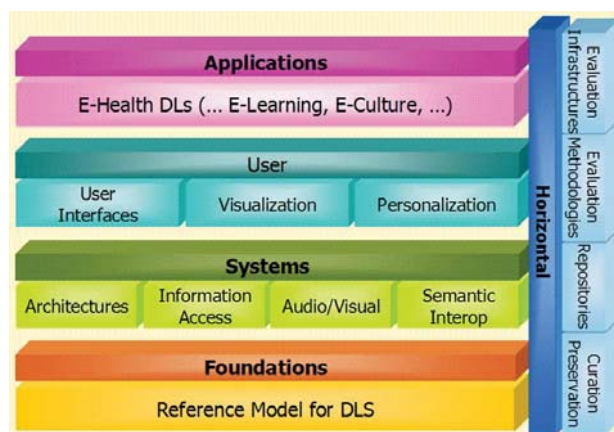 Applications
E-Health DLs (... E-Learning, E-Culture, ...)
User
User
Interfaces
Visualization
Personalization
Systems
Architectures
Information
Access
Audio/Visual
Semantic
Interop
Foundations
Reference Model for DLS
Horizontal
Evaluation
Infrastructures
Evaluation
Methodologies
Repositories
Curation
Preservation